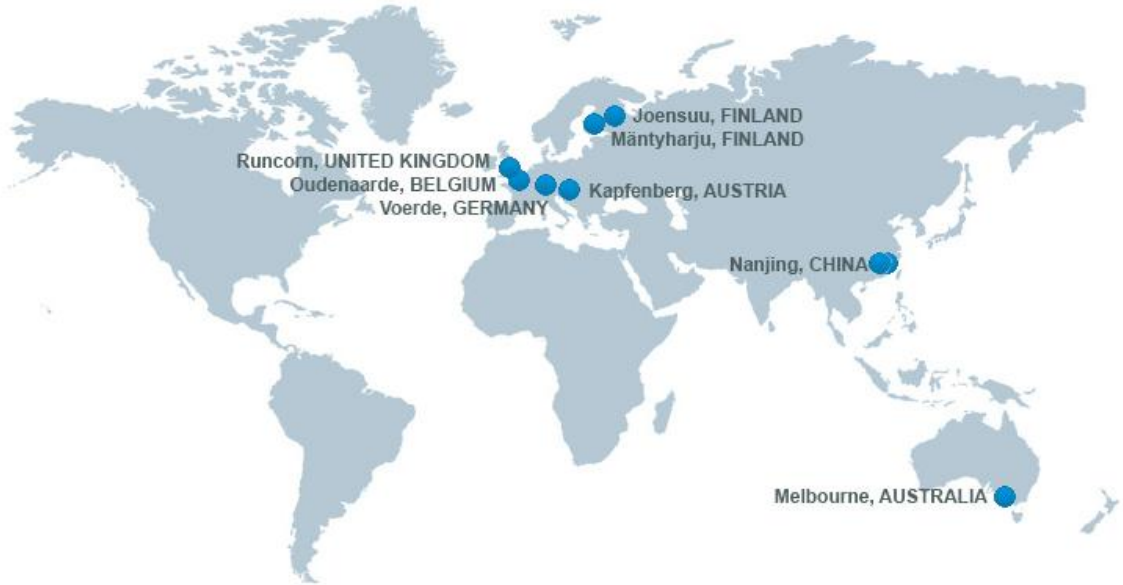 Joensuu, FINLAND
Mäntyharju, FINLAND
Runcorn, UNITED KINGDOM
Oudenaarde, BELGIUM
Kapfenberg, AUSTRIA
Voerde, GERMANY
Nanjing, CHINA
Melbourne, AUSTRALIA